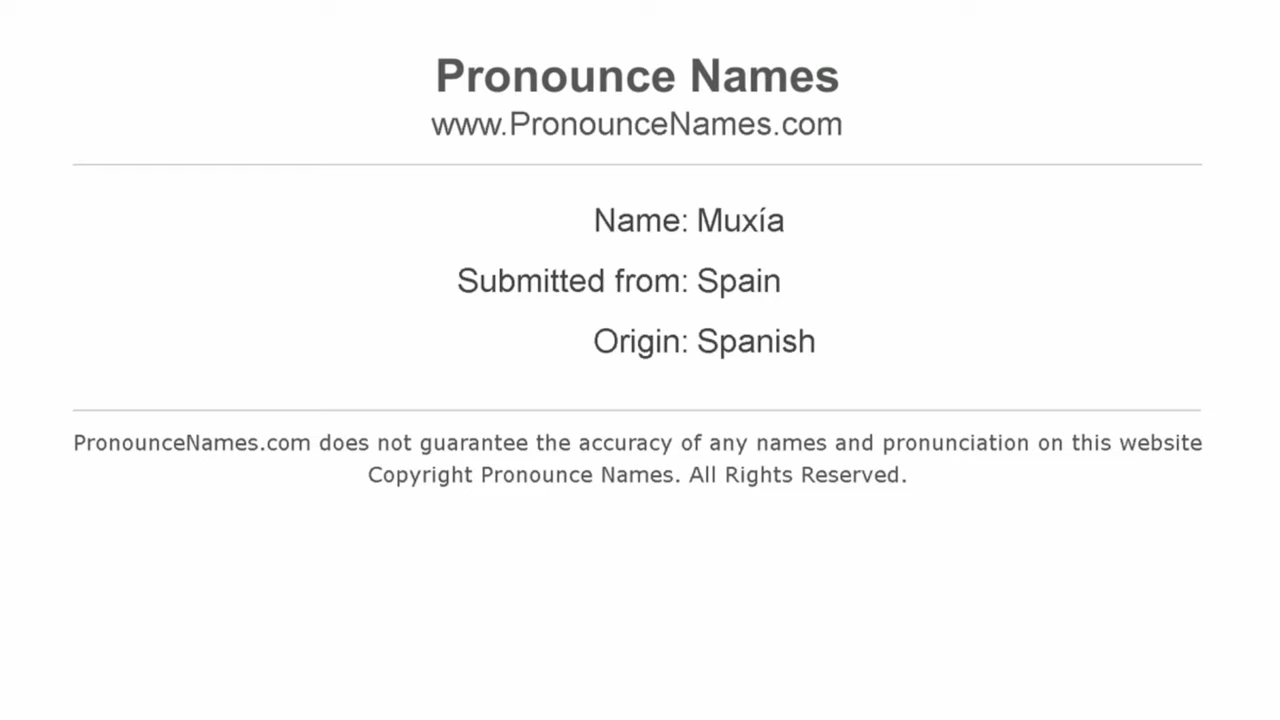 Pronounce Names
www.PronounceNames.com
Name: Muxía
Submitted from: Spain
Origin: Spanish
PronounceNames.com does not guarantee the accuracy of any names and pronunciation on this website
Copyright Pronounce Names. All Rights Reserved.